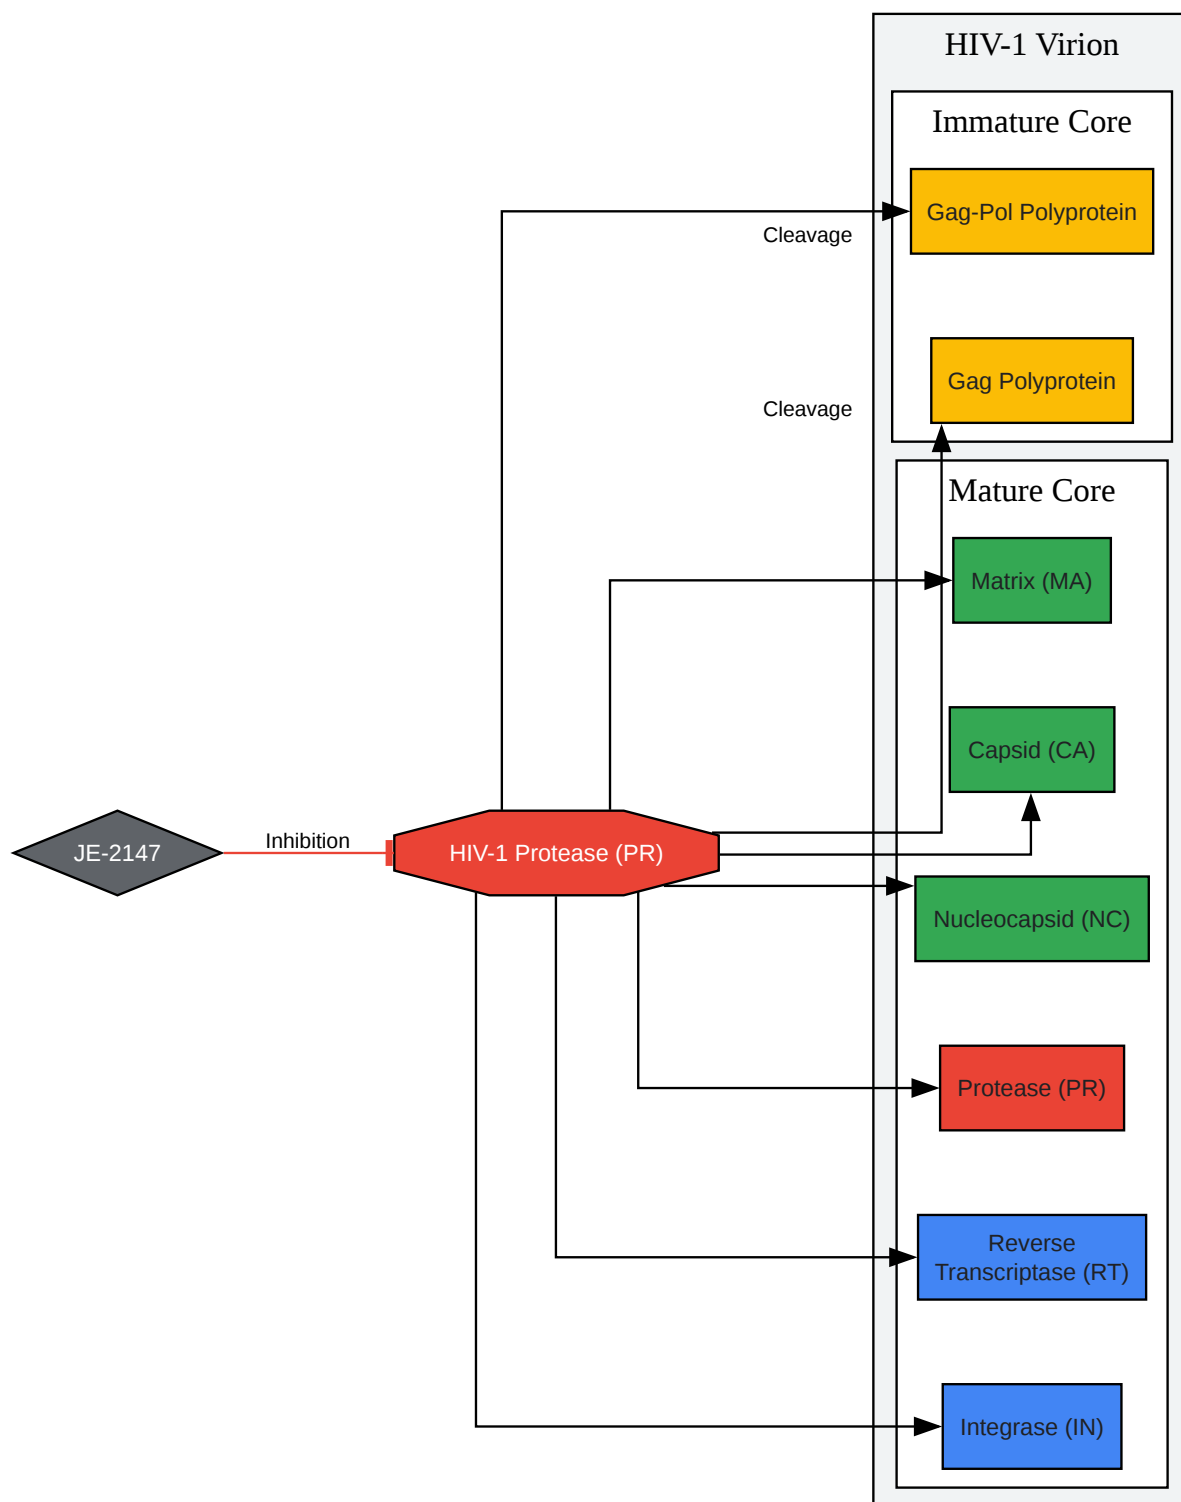 HIV-1 Virion
Immature Core
Gag-Pol Polyprotein
Cleavage
Gag Polyprotein
Cleavage
Mature Core
Matrix (MA)
Capsid (CA)
JE-2147
Inhibition
HIV-1 Protease (PR)
Nucleocapsid (NC)
Protease (PR)
Reverse
Transcriptase (RT)
Integrase (IN)